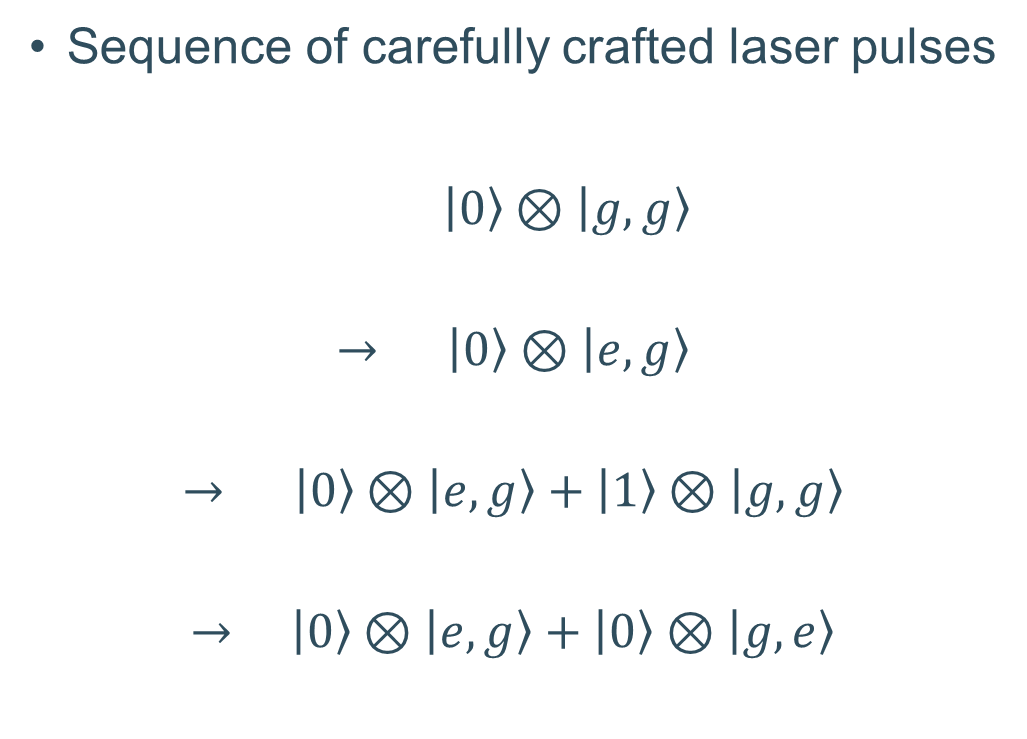 • Sequence of carefully crafted laser pulses
|0⟩ ⊗ |g, g⟩
→ |0⟩ ⊗ |e, g⟩
→ |0⟩ ⊗ |e, g⟩ + |1⟩ ⊗ |g, g⟩
→ |0⟩ ⊗ |e, g⟩ + |0⟩ ⊗ |g, e⟩